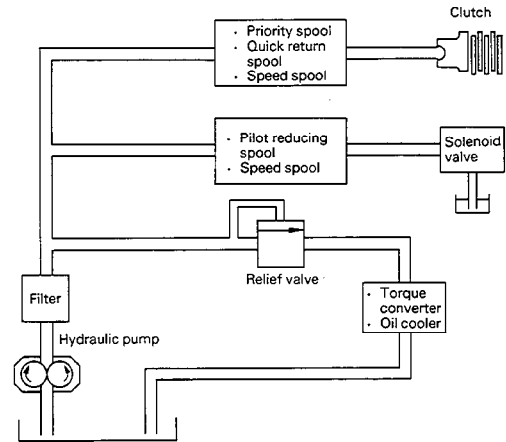 Clutch
· Priority spool
· Quick return
spool
· Speed spool
· Pilot reducing
spool
· Speed spool
Solenoid
valve
Relief valve
Filter
· Torque
converter
· Oil cooler
Hydraulic pump